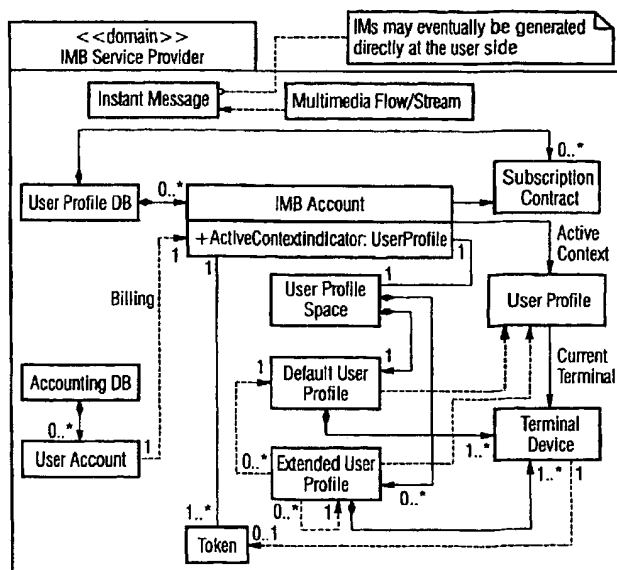 <<domain>>
IMB Service Provider
IMs may eventually be generated
directly at the user side
Instant Message
Multimedia Flow/Stream
0..*
User Profile DB
0..*
IMB Account
Subscription
Contract
+ActiveContextindicator: UserProfile
1
1
1
Active
Context
Billing
1
User Profile
Space
User Profile
Accounting DB
1
1
Default User
Profile
Current
Terminal
0..*
User Account
1
0..*
Extended User
Profile
1..*
Terminal
Device
0..*
1
0..*
1..*
1
1..*
0..1
Token